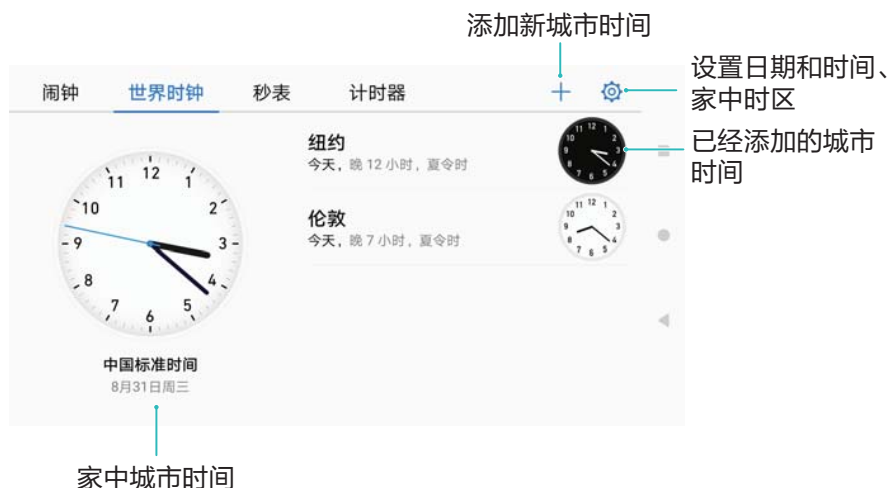 添加新城市时间
设置日期和时间、
家中时区
闹钟 世界时钟 秒表 计时器
已经添加的城市
时间
纽约
今天，晚 12 小时，夏令时
伦敦
今天，晚 7 小时，夏令时
12
1
2
3
4
5
6
7
8
9
10
11
中国标准时间
8月31日周三
家中城市时间